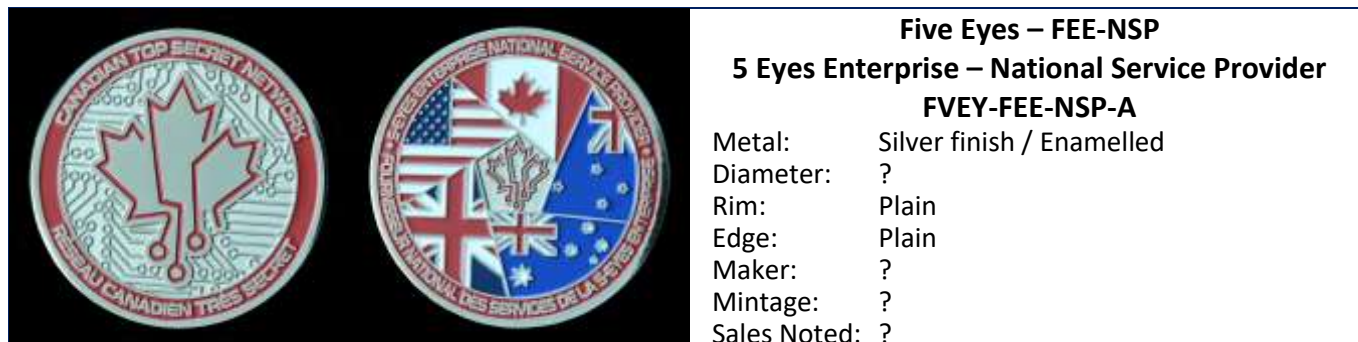 CANADIAN TOP SECRET NETWORK
RÉSEAU CANADIEN TRÈS SECRET
5-EYES ENTERPRISE NATIONAL SERVICE PROVIDER
FOURNISSEUR NATIONAL DES SERVICES DE LA 5-EYES ENTERPRISE
Five Eyes – FEE-NSP
5 Eyes Enterprise – National Service Provider
FVEY-FEE-NSP-A
Metal: Silver finish / Enamelled
Diameter: ?
Rim: Plain
Edge: Plain
Maker: ?
Mintage: ?
Sales Noted: ?